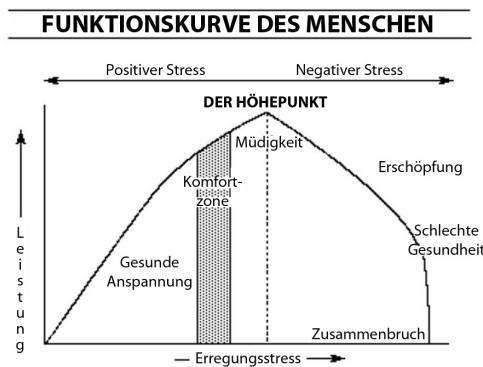 FUNKTIONSKURVE DES MENSCHEN
Positiver Stress
Negativer Stress
DER HÖHEPUNKT
Müdigkeit
Erschöpfung
Komfort-
zone
Schlechte
Gesundheit
Gesunde
Anspannung
Leistung
Zusammenbruch
Erregungsstress